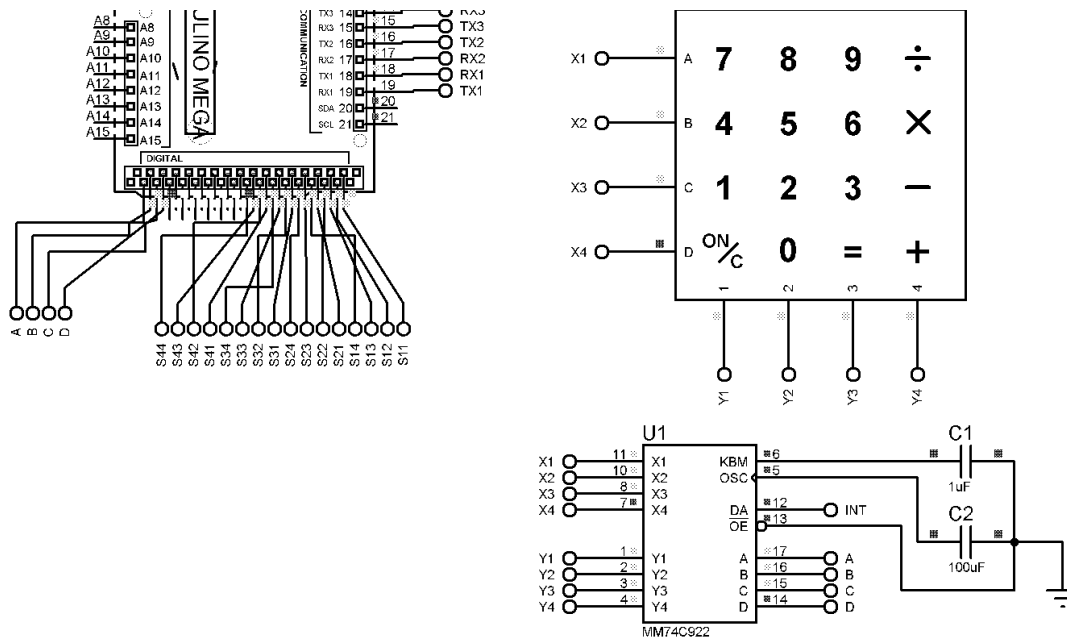 A8 A8
A9 A9
A10 A10
A11 A11
A12 A12
A13 A13
A14 A14
A15 A15
ULINO MEGA
COMMUNICATION
TX3 14 RX3
RX3 15 15 TX3
TX2 16 16 TX2
RX2 17 17 RX2
TX1 18 18 RX1
RX1 19 19 TX1
SDA 20 20
SCL 21 21
DIGITAL
A
B
C
D
S44
S43
S42
S41
S34
S33
S32
S31
S24
S23
S22
S21
S14
S13
S12
S11
X1 A 7 8 9 ÷
X2 B 4 5 6 ×
X3 C 1 2 3 −
X4 D ON/C 0 = +
1 2 3 4
Y1 Y2 Y3 Y4
U1
X1 11 X1 KBM 6
X2 10 X2 OSC 5
X3 8 X3
X4 7 X4 DA 12 INT
OE 13
Y1 1 Y1 A 17 A
Y2 2 Y2 B 16 B
Y3 3 Y3 C 15 C
Y4 4 Y4 D 14 D
MM74C922
C1
1uF
C2
100uF